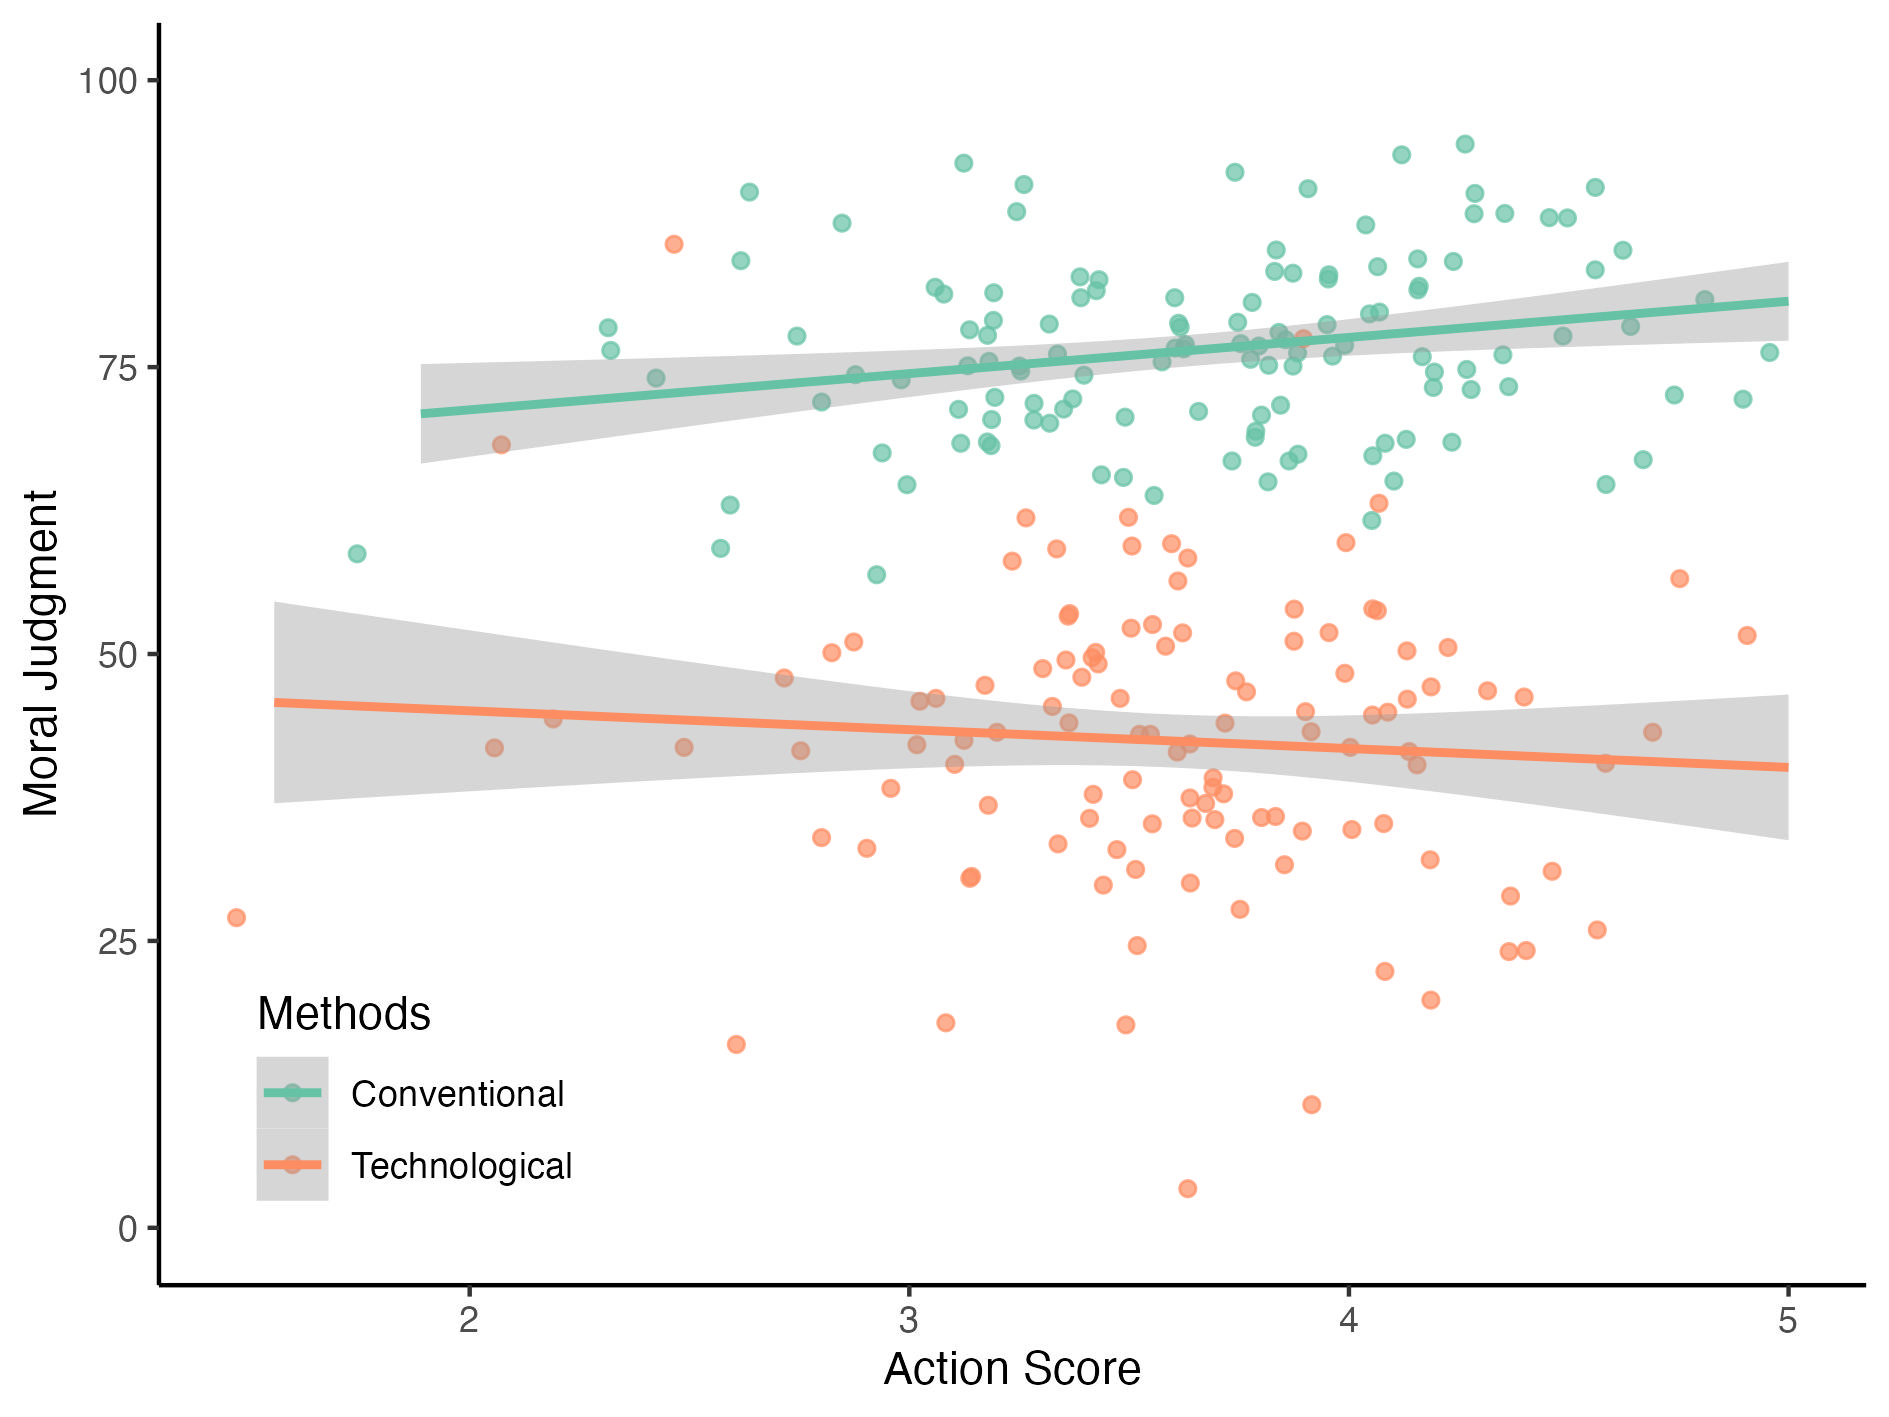 100
75
50
25
0
Moral Judgment
Methods
Conventional
Technological
2 3 4 5
Action Score